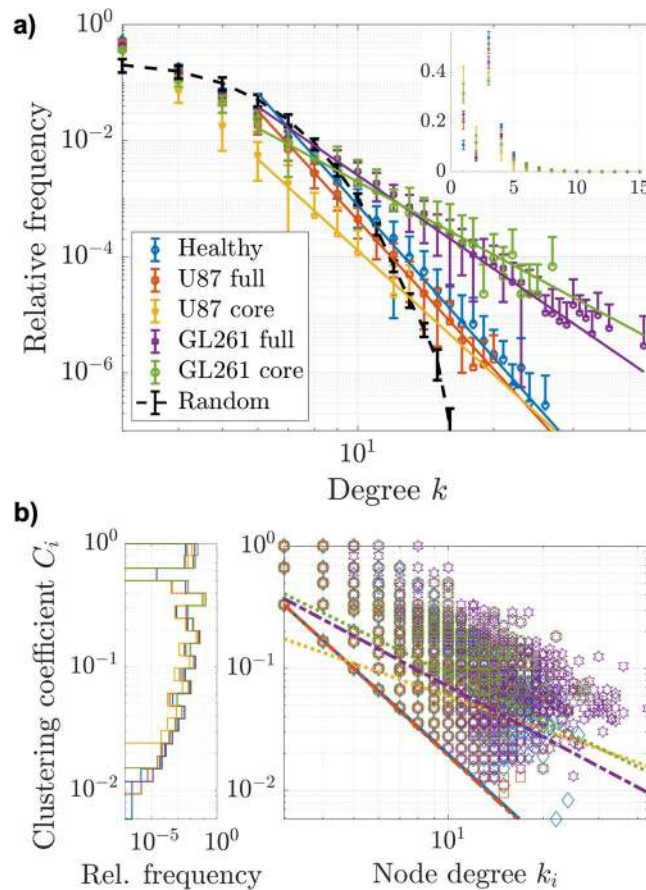 a)
10^0
10^-2
10^-4
10^-6
Relative frequency
0.4
0.2
0
0 5 10 15
Healthy
U87 full
U87 core
GL261 full
GL261 core
Random
10^1
Degree k
b)
10^0
10^-1
10^-2
Clustering coefficient C_i
10^-5 10^0
Rel. frequency
10^0
10^-1
10^-2
10^1
Node degree k_i